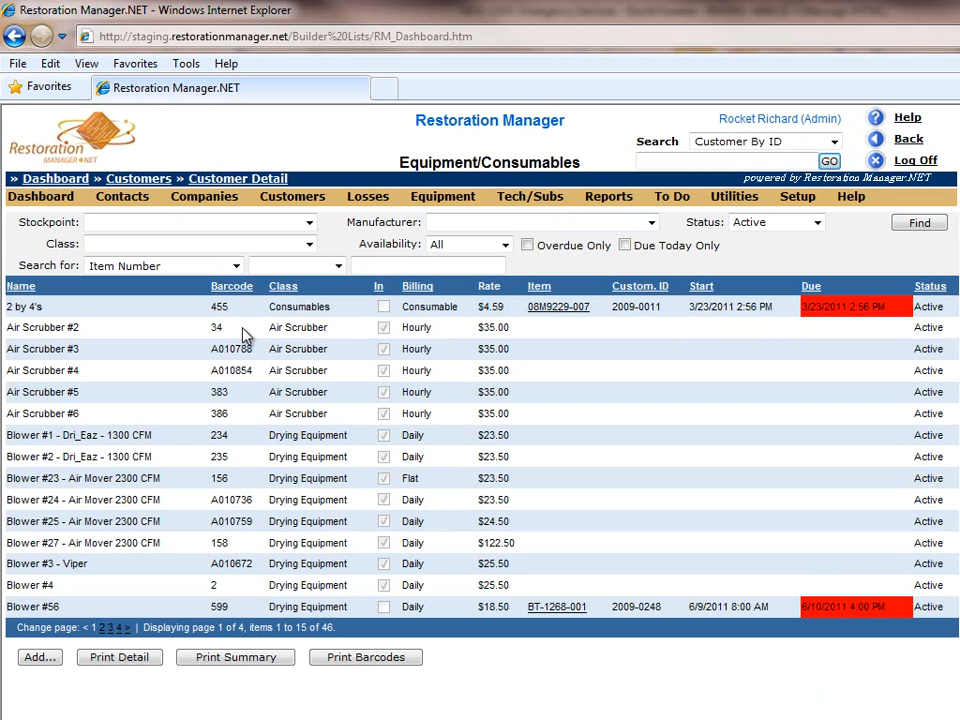 Restoration Manager.NET - Windows Internet Explorer
http://staging.restorationmanager.net/Builder%20Lists/RM_Dashboard.htm
File Edit View Favorites Tools Help
Favorites Restoration Manager.NET
Restoration MANAGER.NET
Restoration Manager
Rocket Richard (Admin)
Help
Search Customer By ID
Back
Equipment/Consumables
GO
Log Off
» Dashboard » Customers » Customer Detail powered by Restoration Manager.NET
Dashboard Contacts Companies Customers Losses Equipment Tech/Subs Reports To Do Utilities Setup Help
Stockpoint: Manufacturer: Status: Active Find
Class: Availability: All Overdue Only Due Today Only
Search for: Item Number
Name Barcode Class In Billing Rate Item Custom. ID Start Due Status
2 by 4's 455 Consumables Consumable $4.59 08M9229-007 2009-0011 3/23/2011 2:56 PM 3/23/2011 2:56 PM Active
Air Scrubber #2 34 Air Scrubber Hourly $35.00 Active
Air Scrubber #3 A010788 Air Scrubber Hourly $35.00 Active
Air Scrubber #4 A010854 Air Scrubber Hourly $35.00 Active
Air Scrubber #5 383 Air Scrubber Hourly $35.00 Active
Air Scrubber #6 386 Air Scrubber Hourly $35.00 Active
Blower #1 - Dri_Eaz - 1300 CFM 234 Drying Equipment Daily $23.50 Active
Blower #2 - Dri_Eaz - 1300 CFM 235 Drying Equipment Daily $23.50 Active
Blower #23 - Air Mover 2300 CFM 156 Drying Equipment Flat $23.50 Active
Blower #24 - Air Mover 2300 CFM A010736 Drying Equipment Daily $23.50 Active
Blower #25 - Air Mover 2300 CFM A010759 Drying Equipment Daily $24.50 Active
Blower #27 - Air Mover 2300 CFM 158 Drying Equipment Daily $122.50 Active
Blower #3 - Viper A010672 Drying Equipment Daily $25.50 Active
Blower #4 2 Drying Equipment Daily $25.50 Active
Blower #56 599 Drying Equipment Daily $18.50 BT-1268-001 2009-0248 6/9/2011 8:00 AM 6/10/2011 4:00 PM Active
Change page: < 1 2 3 4 > | Displaying page 1 of 4, items 1 to 15 of 46.
Add... Print Detail Print Summary Print Barcodes